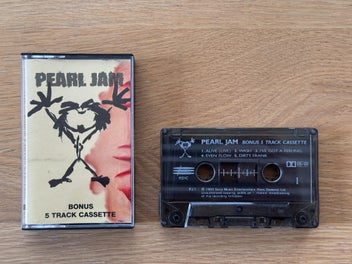 PEARL JAM
BONUS
5 TRACK CASSETTE
PEARL JAM BONUS 5 TRACK CASSETTE
1. ALIVE (LIVE) 2. WASH 3. I'VE GOT A FEELING
4. EVEN FLOW 5. DIRTY FRANK
1